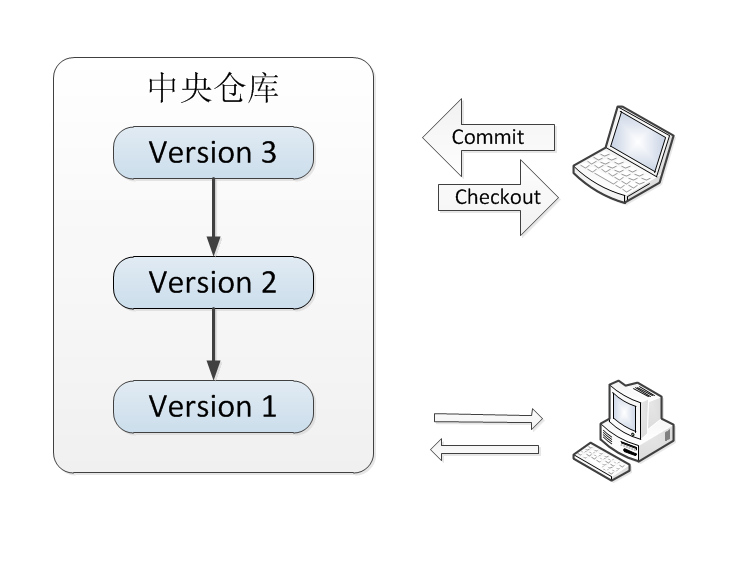 中央仓库
Version 3
Version 2
Version 1
Commit
Checkout